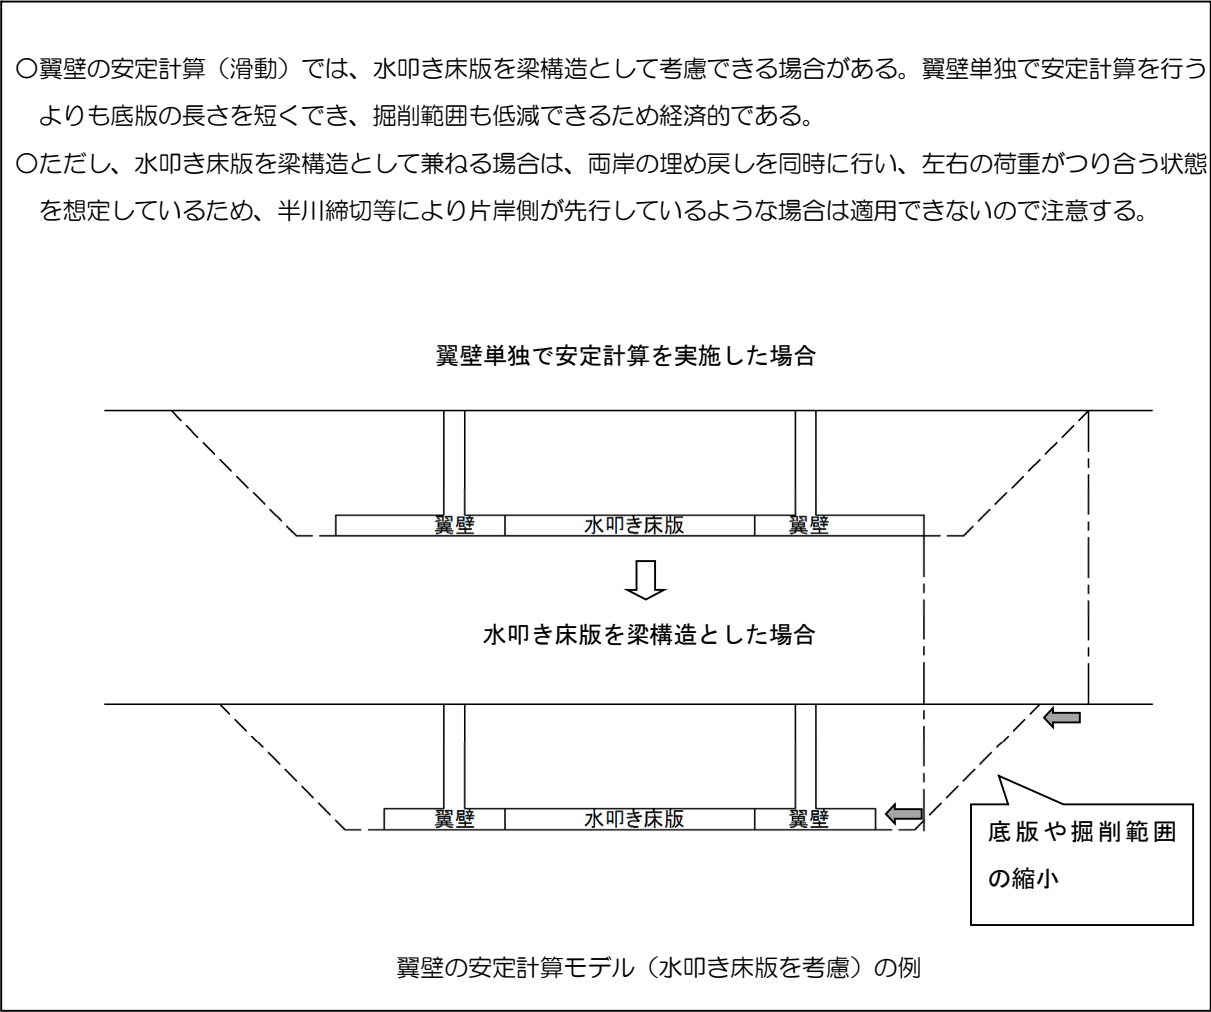 〇翼壁の安定計算（滑動）では、水叩き床版を梁構造として考慮できる場合がある。翼壁単独で安定計算を行う
よりも底版の長さを短くでき、掘削範囲も低減できるため経済的である。
〇ただし、水叩き床版を梁構造として兼ねる場合は、両岸の埋め戻しを同時に行い、左右の荷重がつり合う状態
を想定しているため、半川締切等により片岸側が先行しているような場合は適用できないので注意する。
翼壁単独で安定計算を実施した場合
翼壁 水叩き床版 翼壁
水叩き床版を梁構造とした場合
翼壁 水叩き床版 翼壁
底版や掘削範囲
の縮小
翼壁の安定計算モデル（水叩き床版を考慮）の例